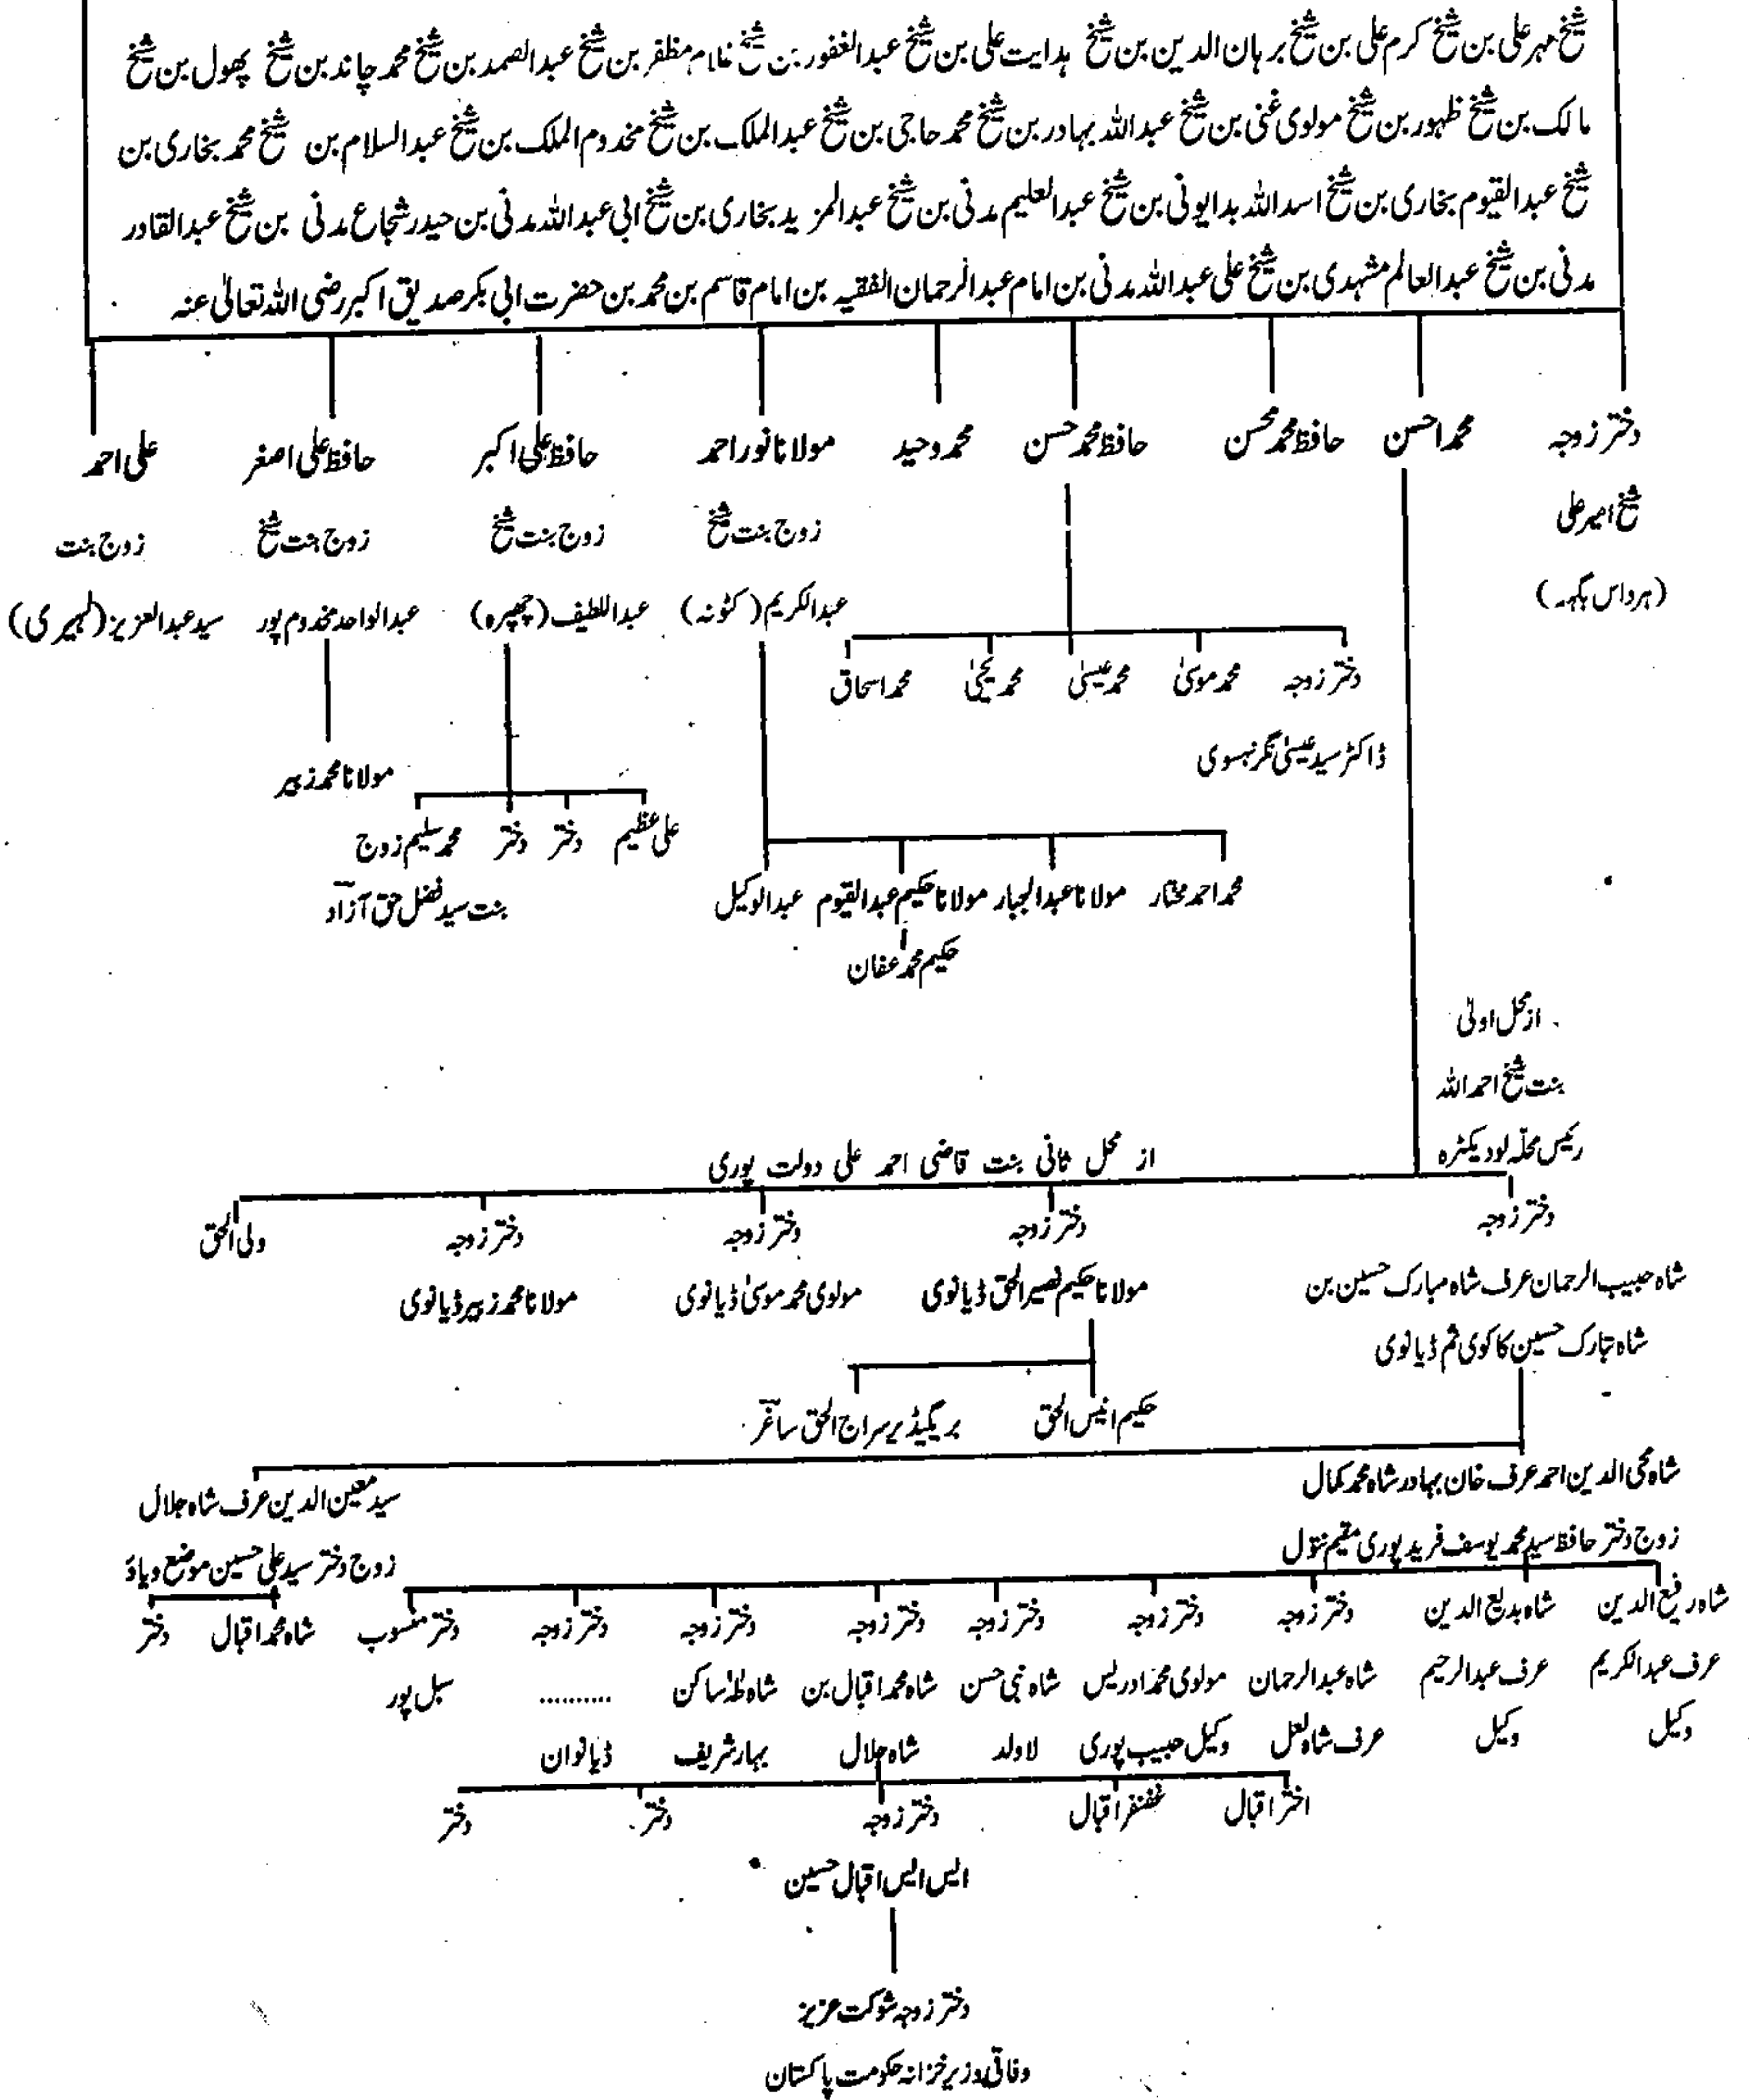 شیخ مہر علی بن شیخ کرم علی بن شیخ برہان الدین بن شیخ ہدایت علی بن شیخ عبدالغفور بن شیخ غلام مظفر بن شیخ عبدالصمد بن شیخ محمد چاند بن شیخ پھول بن شیخ
مالک بن شیخ ظہور بن شیخ مولوی غنی بن شیخ عبداللہ بہادر بن شیخ محمد حاجی بن شیخ عبدالملک بن شیخ مخدوم الملک بن شیخ عبدالسلام بن شیخ محمد بخاری بن
شیخ عبدالقیوم بخاری بن شیخ اسداللہ بدایونی بن شیخ عبدالعلیم مدنی بن شیخ عبدالمزید بخاری بن شیخ ابی عبداللہ مدنی بن حیدر شجاع مدنی بن شیخ عبدالقادر
مدنی بن شیخ عبدالعالم مشہدی بن شیخ علی عبداللہ مدنی بن امام عبدالرحمان الفقیہ بن امام قاسم بن محمد بن حضرت ابی بکر صدیق اکبر رضی اللہ تعالٰی عنہ
دختر زوجہ محمد احسن حافظ محمد محسن حافظ محمد حسن محمد وحید مولانا نور احمد حافظ علی اکبر حافظ علی اصغر علی احمد
شیخ امیر علی زوج بنت شیخ زوج بنت شیخ زوج بنت شیخ زوج بنت
(ہرداس بگہہ) عبدالکریم (کٹونہ) عبداللطیف (چھپرہ) عبدالواحد مخدوم پور سید عبدالعزیز (لہیری)
دختر زوجہ محمد موسیٰ محمد عیسیٰ محمد یحییٰ محمد اسحاق
ڈاکٹر سید عیسیٰ نگرنہسوی
مولانا محمد زبیر
علی عظیم دختر دختر محمد سلیم زوج
بنت سید فضل حق آزاد
محمد احمد مختار مولانا عبدالجبار مولانا حکیم عبدالقیوم عبدالوکیل
حکیم محمد عفان
از محل اولیٰ
بنت شیخ احمد اللہ
رئیس محلّہ لودیکٹرہ
از محل ثانی بنت قاضی احمد علی دولت پوری
دختر زوجہ دختر زوجہ دختر زوجہ دختر زوجہ ولی الحق
شاہ حبیب الرحمان عرف شاہ مبارک حسین بن مولانا حکیم نصیر الحق ڈیانوی مولوی محمد موسیٰ ڈیانوی مولانا محمد زبیر ڈیانوی
شاہ تبارک حسین کاکوی ثم ڈیانوی
حکیم انیس الحق بریگیڈیر سراج الحق ساغر
شاہ محی الدین احمد عرف خان بہادر شاہ محمد کمال سید معین الدین عرف شاہ جلال
زوج دختر حافظ سید محمد یوسف فرید پوری مقیم نتول زوج دختر سید علی حسین موضع ویاؤ
شاہ رفیع الدین شاہ بدیع الدین دختر زوجہ دختر زوجہ دختر زوجہ دختر زوجہ دختر زوجہ دختر زوجہ دختر منسوب شاہ محمد اقبال دختر
عرف عبدالکریم عرف عبدالرحیم شاہ عبدالرحمان مولوی محمد ادریس شاہ نبی حسن شاہ محمد اقبال بن شاہ طہٰ ساکن .......... سبل پور
وکیل وکیل عرف شاہ لعل وکیل حبیب پوری لاولد شاہ جلال بہار شریف ڈیانواں
اختر اقبال غضنفر اقبال دختر زوجہ دختر دختر
ایس ایس اقبال حسین
دختر زوجہ شوکت عزیز
وفاقی وزیر خزانہ حکومت پاکستان